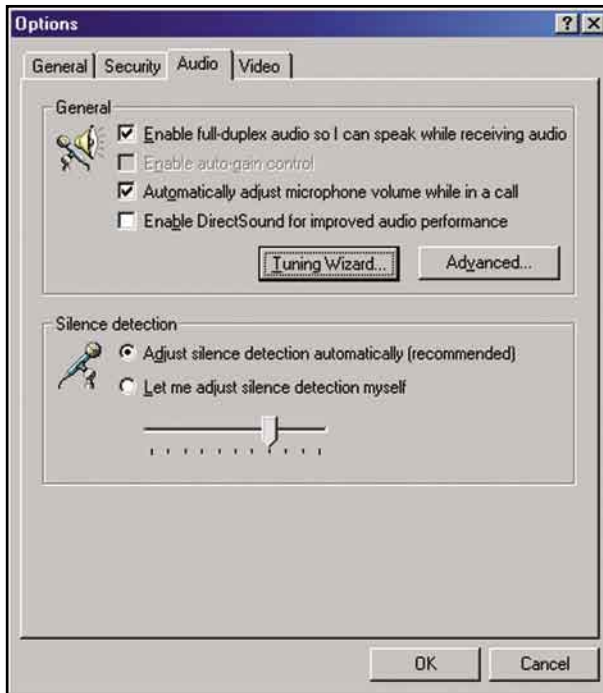 Options
General Security Audio Video
General
Enable full-duplex audio so I can speak while receiving audio
Enable auto-gain control
Automatically adjust microphone volume while in a call
Enable DirectSound for improved audio performance
Tuning Wizard... Advanced...
Silence detection
Adjust silence detection automatically (recommended)
Let me adjust silence detection myself
OK Cancel